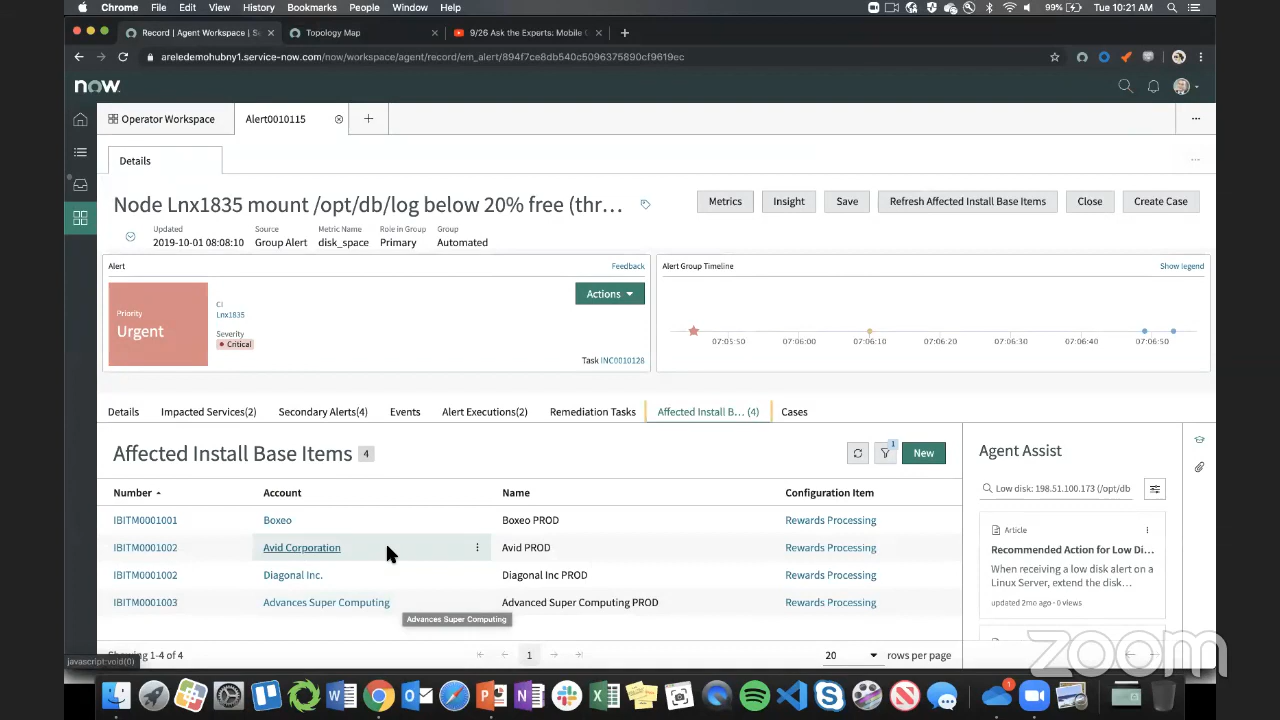 Chrome File Edit View History Bookmarks People Window Help 99% Tue 10:21 AM
Record | Agent Workspace | S Topology Map 9/26 Ask the Experts: Mobile
areledemohubny1.service-now.com/now/workspace/agent/record/em_alert/894f7ce8db540c5096375890cf9619ec
now
Operator Workspace Alert0010115
Details
Node Lnx1835 mount /opt/db/log below 20% free (thr... Metrics Insight Save Refresh Affected Install Base Items Close Create Case
Updated Source Metric Name Role in Group Group
2019-10-01 08:08:10 Group Alert disk_space Primary Automated
Alert Feedback Alert Group Timeline Show legend
Actions
Priority
Urgent
CI
Lnx1835
Severity
Critical
Task INC0010128
07:05:50 07:06:00 07:06:10 07:06:20 07:06:30 07:06:40 07:06:50
Details Impacted Services(2) Secondary Alerts(4) Events Alert Executions(2) Remediation Tasks Affected Install B... (4) Cases
Affected Install Base Items 4 1 New
Number Account Name Configuration Item
IBITM0001001 Boxeo Boxeo PROD Rewards Processing
IBITM0001002 Avid Corporation Avid PROD Rewards Processing
IBITM0001002 Diagonal Inc. Diagonal Inc PROD Rewards Processing
IBITM0001003 Advances Super Computing Advanced Super Computing PROD Rewards Processing
Advances Super Computing
Showing 1-4 of 4 1 20 rows per page
javascript:void(0)
Agent Assist
Low disk: 198.51.100.173 (/opt/db
Article
Recommended Action for Low Di...
When receiving a low disk alert on a
Linux Server, extend the disk...
updated 2mo ago · 0 views
zoom
1